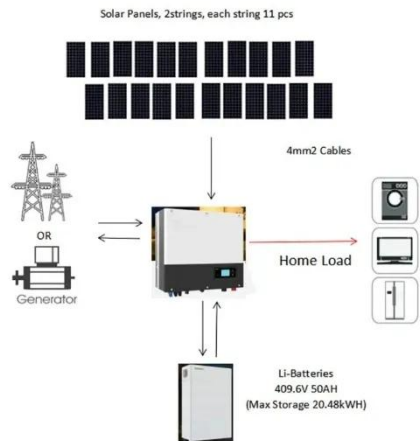 Solar Panels, 2strings, each string 11 pcs
4mm2 Cables
OR
Home Load
Generator
Li-Batteries
409.6V 50AH
(Max Storage 20.48kWH)